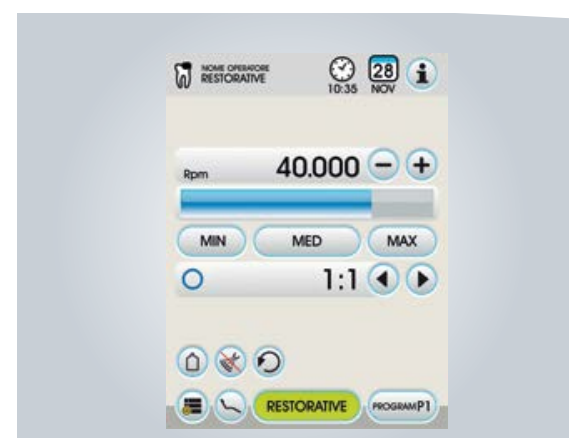 NOME OPERATORE
RESTORATIVE
10:35
28
NOV
i
Rpm 40.000 − +
MIN MED MAX
1:1
RESTORATIVE PROGRAM P1